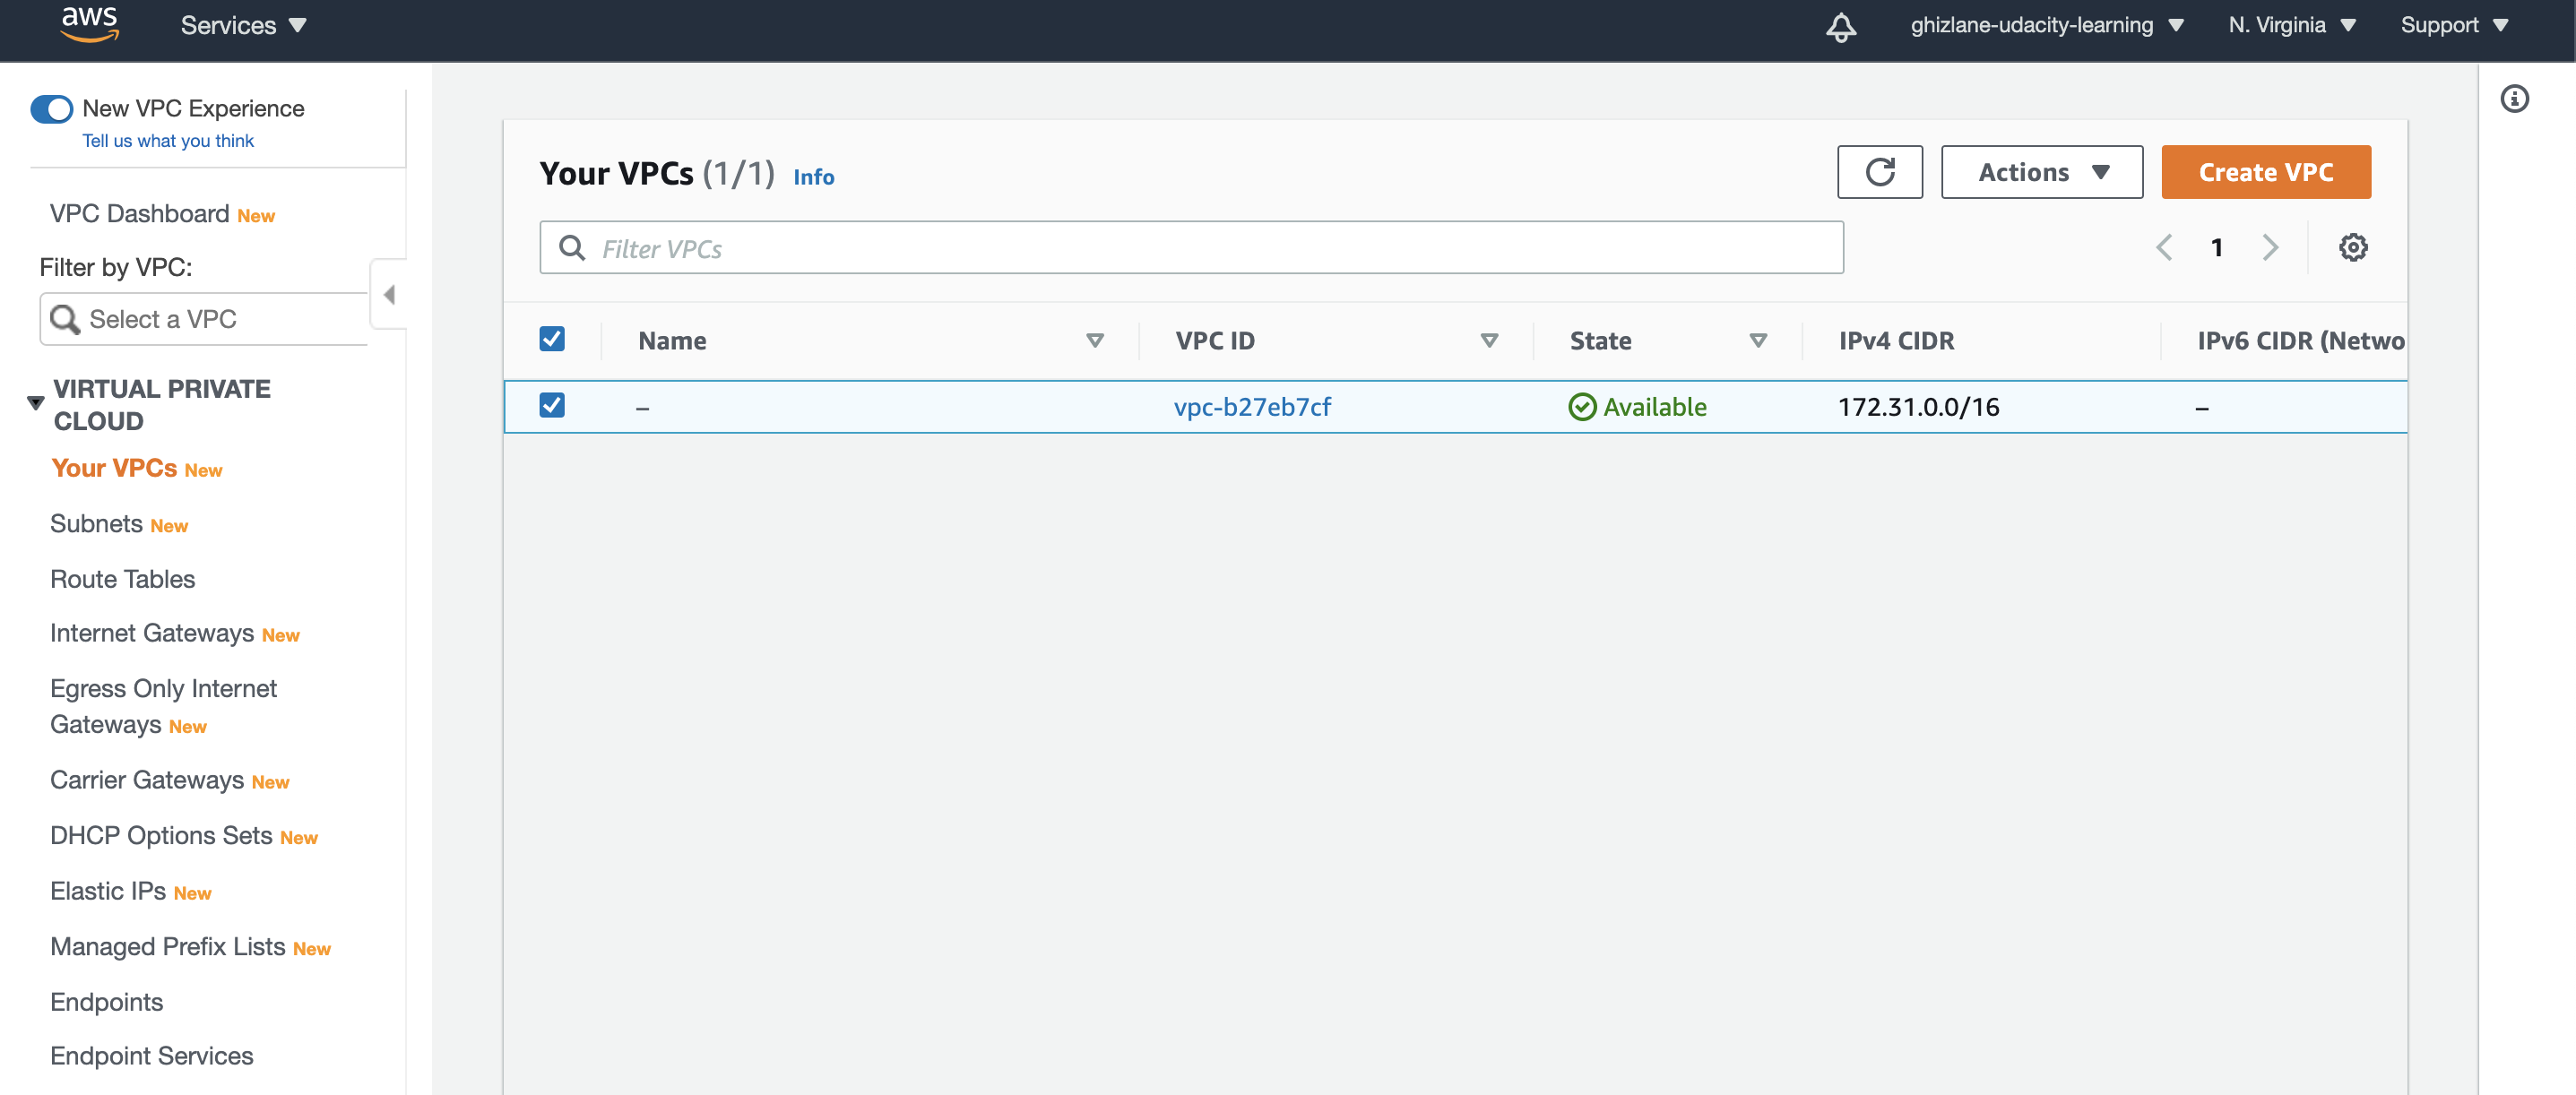 aws
Services
ghizlane-udacity-learning
N. Virginia
Support
New VPC Experience
Tell us what you think
VPC Dashboard New
Filter by VPC:
Select a VPC
VIRTUAL PRIVATE
CLOUD
Your VPCs New
Subnets New
Route Tables
Internet Gateways New
Egress Only Internet
Gateways New
Carrier Gateways New
DHCP Options Sets New
Elastic IPs New
Managed Prefix Lists New
Endpoints
Endpoint Services
Your VPCs (1/1) Info
Actions
Create VPC
Filter VPCs
1
Name VPC ID State IPv4 CIDR IPv6 CIDR (Netwo
– vpc-b27eb7cf Available 172.31.0.0/16 –